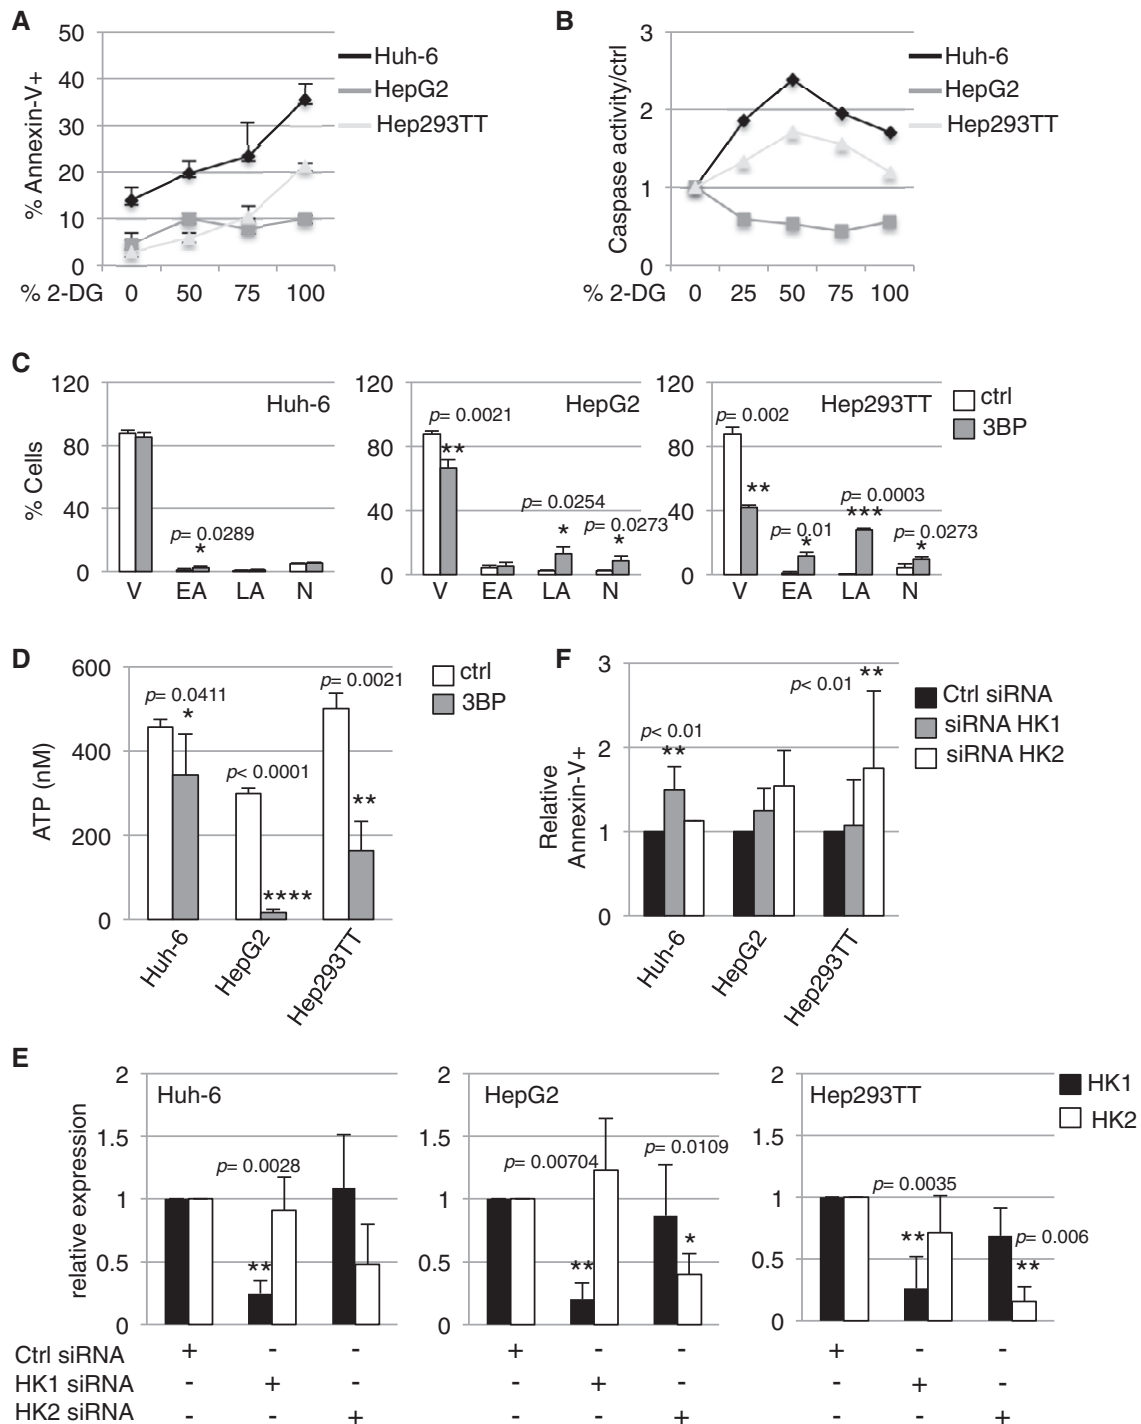 A
50
40
30
20
10
0
% Annexin-V+
Huh-6
HepG2
Hep293TT
% 2-DG 0 50 75 100
B
3
2
1
0
Caspase activity/ctrl
Huh-6
HepG2
Hep293TT
% 2-DG 0 25 50 75 100
C
% Cells
120
80
40
0
Huh-6
p= 0.0289
*
V EA LA N
120
80
40
0
HepG2
p= 0.0021
**
p= 0.0254
*
p= 0.0273
*
V EA LA N
120
80
40
0
Hep293TT
p= 0.002
**
p= 0.01
*
p= 0.0003
***
p= 0.0273
*
V EA LA N
ctrl
3BP
D
ATP (nM)
600
400
200
0
p= 0.0411
*
p< 0.0001
****
p= 0.0021
**
ctrl
3BP
Huh-6
HepG2
Hep293TT
F
Relative
Annexin-V+
3
2
1
0
p< 0.01
**
p< 0.01
**
Ctrl siRNA
siRNA HK1
siRNA HK2
Huh-6
HepG2
Hep293TT
E
relative expression
2
1.5
1
0.5
0
Huh-6
p= 0.0028
**
2
1.5
1
0.5
0
HepG2
p= 0.00704
**
p= 0.0109
*
2
1.5
1
0.5
0
Hep293TT
p= 0.0035
**
p= 0.006
**
HK1
HK2
Ctrl siRNA + - - + - - + - -
HK1 siRNA - + - - + - - + -
HK2 siRNA - - + - - + - - +